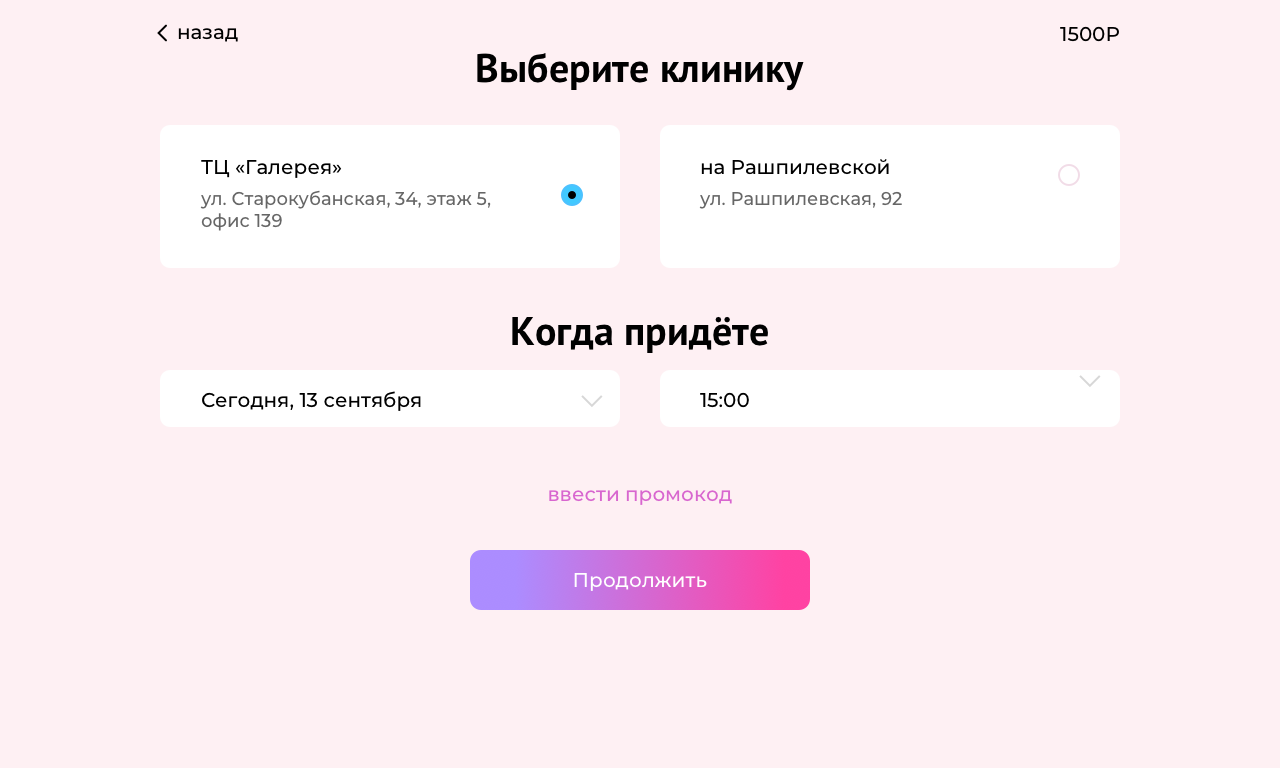 назад
1500Р
Выберите клинику
ТЦ «Галерея»
ул. Старокубанская, 34, этаж 5,
офис 139
на Рашпилевской
ул. Рашпилевская, 92
Когда придёте
Сегодня, 13 сентября
15:00
ввести промокод
Продолжить